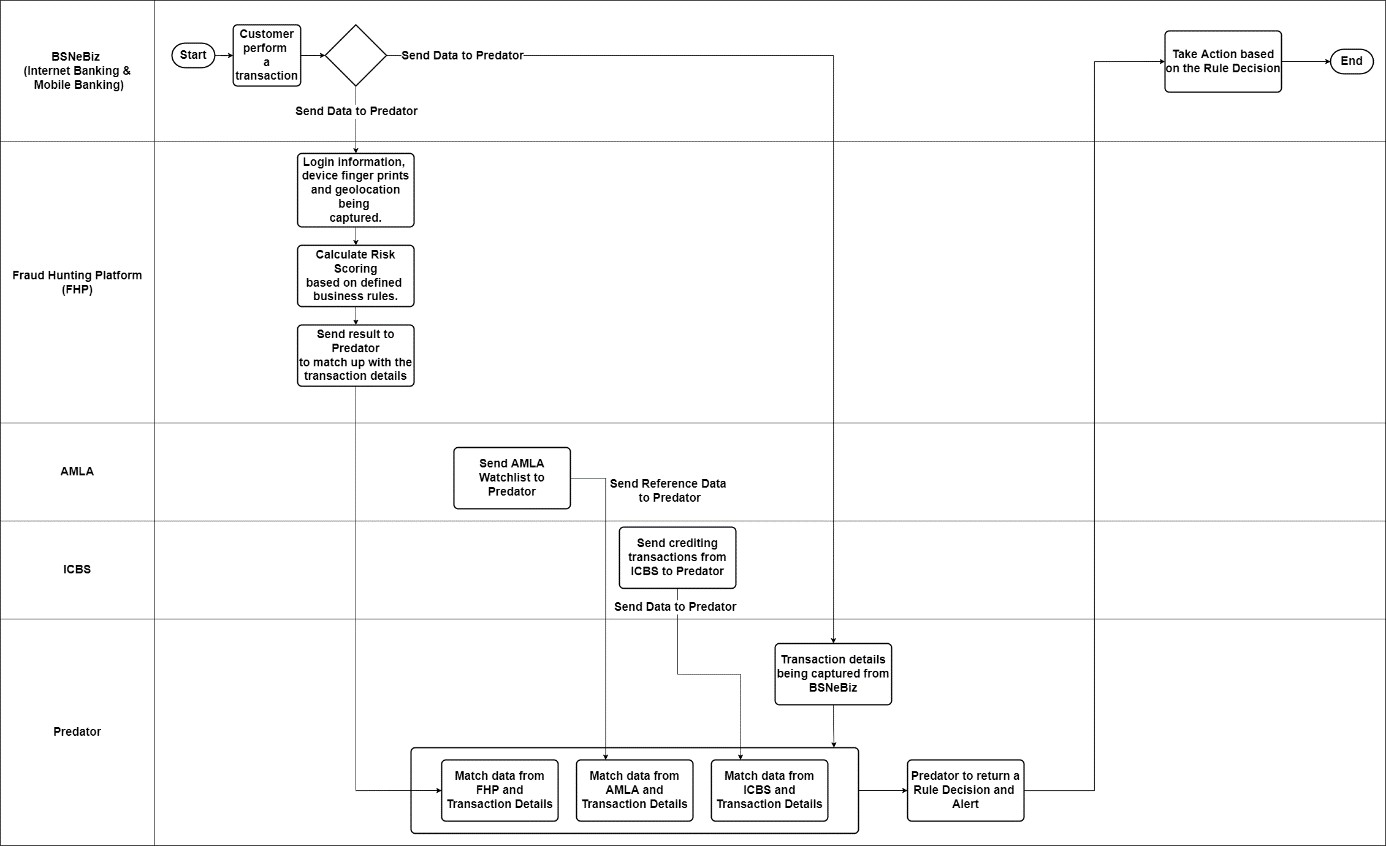 BSNeBiz
(Internet Banking &
Mobile Banking)
Start
Customer
perform
a
transaction
Send Data to Predator
Send Data to Predator
Take Action based
on the Rule Decision
End
Fraud Hunting Platform
(FHP)
Login information,
device finger prints
and geolocation
being
captured.
Calculate Risk
Scoring
based on defined
business rules.
Send result to
Predator
to match up with the
transaction details
AMLA
Send AMLA
Watchlist to
Predator
Send Reference Data
to Predator
ICBS
Send crediting
transactions from
ICBS to Predator
Send Data to Predator
Predator
Transaction details
being captured from
BSNeBiz
Match data from
FHP and
Transaction Details
Match data from
AMLA and
Transaction Details
Match data from
ICBS and
Transaction Details
Predator to return a
Rule Decision and
Alert